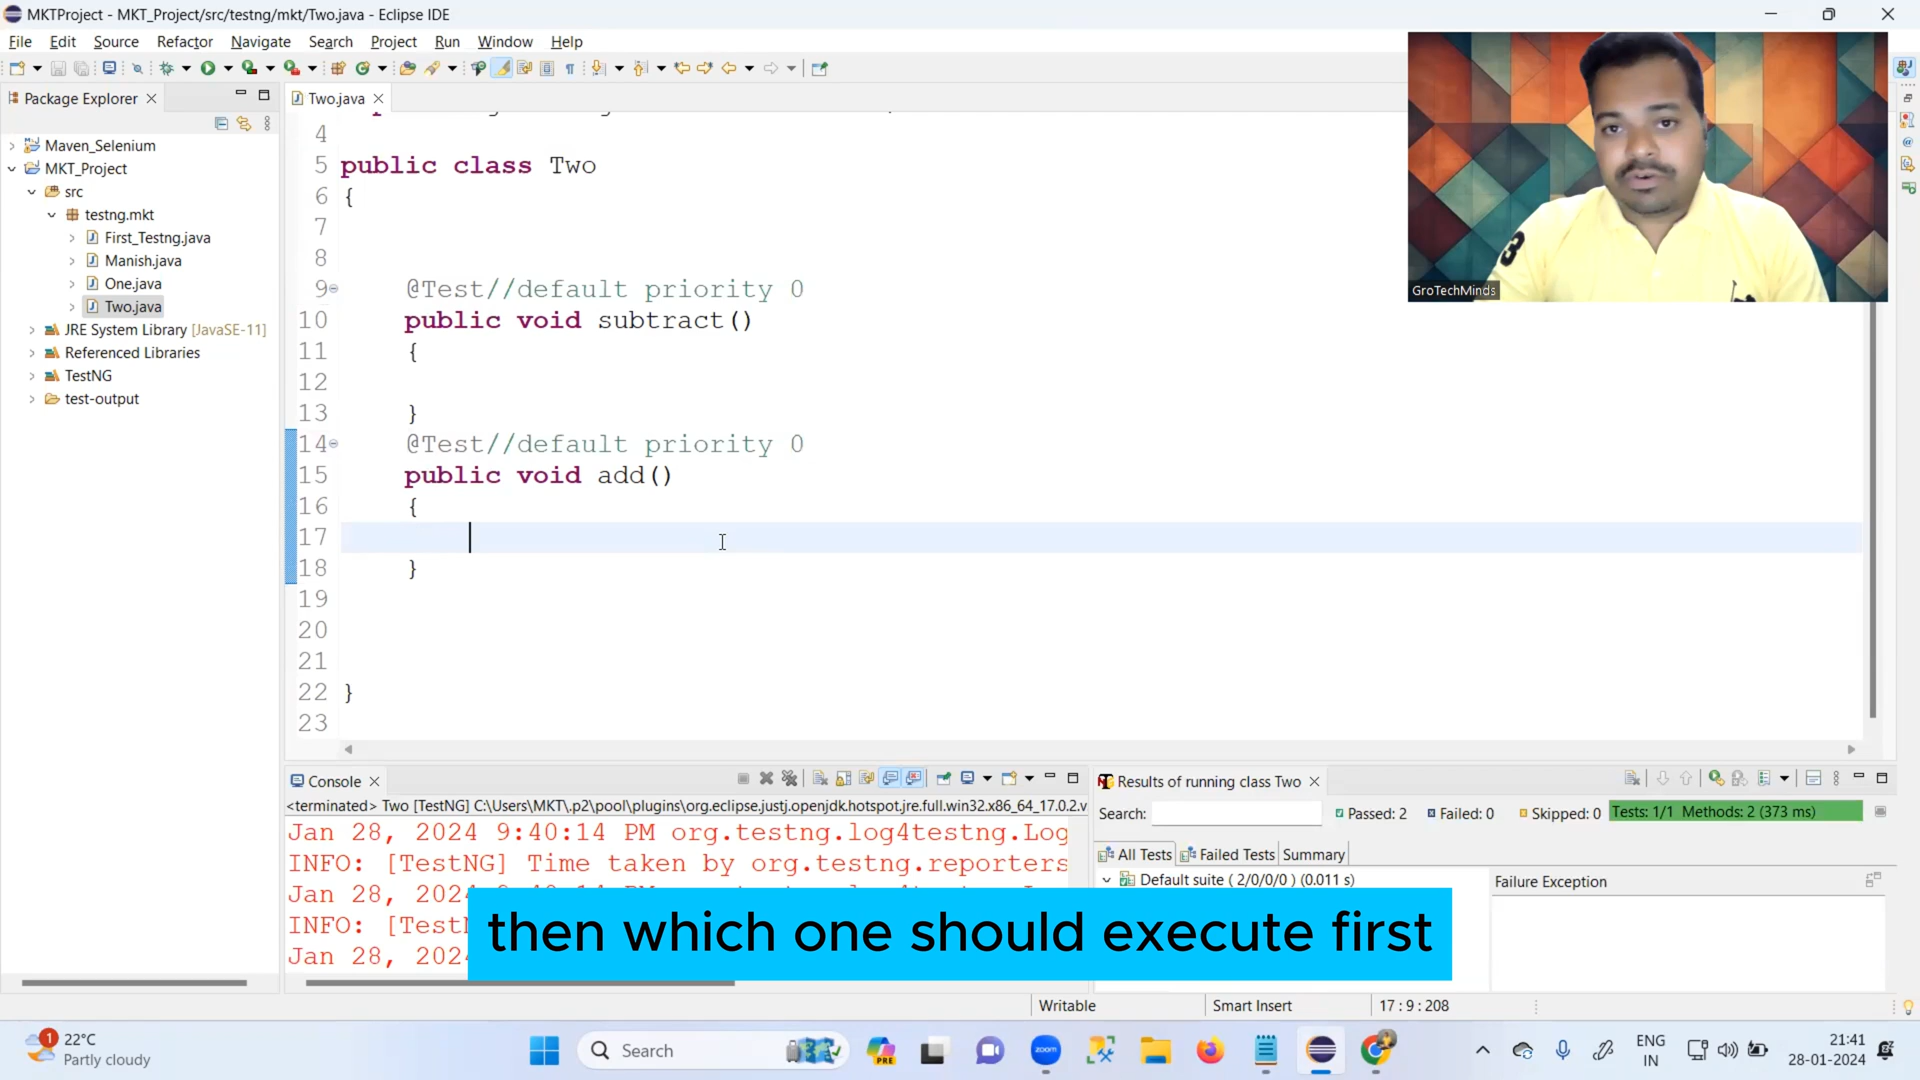 MKTProject - MKT_Project/src/testng/mkt/Two.java - Eclipse IDE
File Edit Source Refactor Navigate Search Project Run Window Help
Package Explorer
Two.java
Maven_Selenium
MKT_Project
src
testng.mkt
First_Testng.java
Manish.java
One.java
Two.java
JRE System Library [JavaSE-11]
Referenced Libraries
TestNG
test-output
4
5 public class Two
6 {
7
8
9 @Test//default priority 0
10 public void subtract()
11 {
12
13 }
14 @Test//default priority 0
15 public void add()
16 {
17
18 }
19
20
21
22 }
23
3
GroTechMinds
Console
<terminated> Two [TestNG] C:\Users\MKT\.p2\pool\plugins\org.eclipse.justj.openjdk.hotspot.jre.full.win32.x86_64_17.0.2.v
Jan 28, 2024 9:40:14 PM org.testng.log4testng.Log
INFO: [TestNG] Time taken by org.testng.reporters
Jan 28,
INFO:
Jan 28,
Results of running class Two
Search: Passed: 2 Failed: 0 Skipped: 0 Tests: 1/1 Methods: 2 (373 ms)
All Tests Failed Tests Summary
Default suite ( 2/0/0/0 ) (0.011 s)
Failure Exception
then which one should execute first
Writable Smart Insert 17 : 9 : 208
1
22°C
Partly cloudy
Search
PRE
zoom
ENG
IN
21:41
28-01-2024